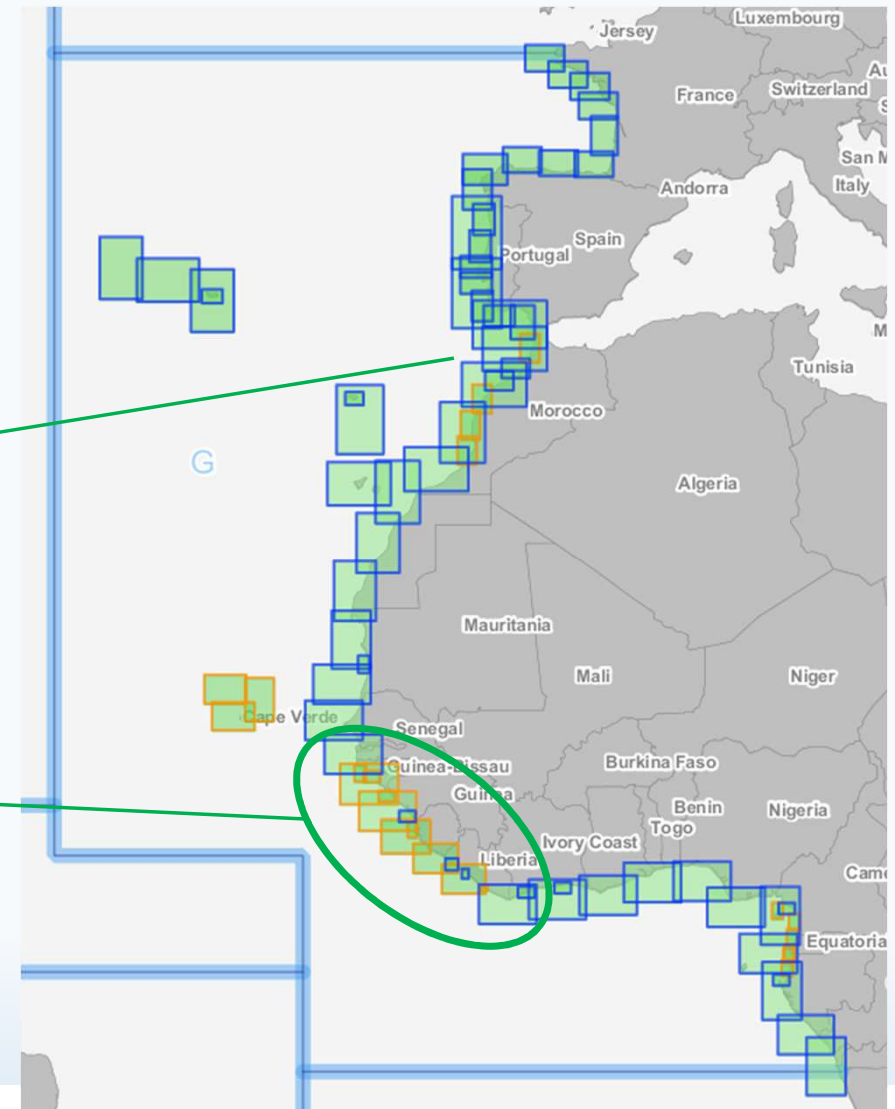 Luxembourg
Jersey
Au
France
Switzerland
S
San M
Italy
Andorra
Spain
Portugal
M
Tunisia
Morocco
G
Algeria
Mauritania
Mali
Niger
Cape Verde
Senegal
Guinea-Bissau
Burkina Faso
Guinea
Benin
Nigeria
Togo
Ivory Coast
Liberia
Came
Equatoria